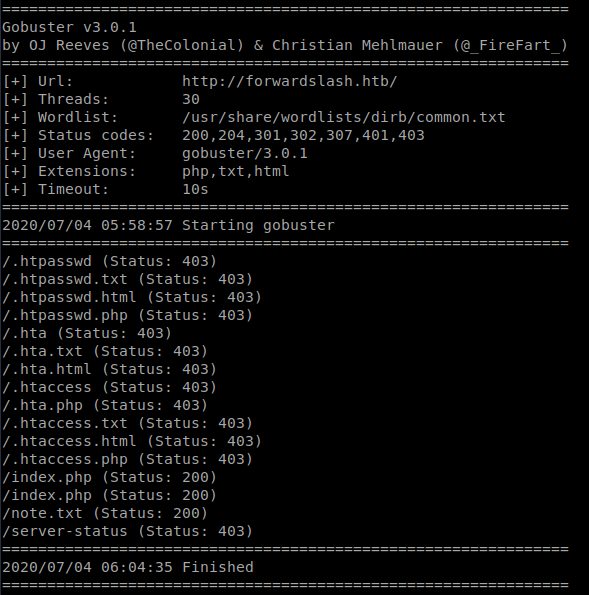 ===============================================================
Gobuster v3.0.1
by OJ Reeves (@TheColonial) & Christian Mehlmauer (@_FireFart_)
===============================================================
[+] Url:            http://forwardslash.htb/
[+] Threads:        30
[+] Wordlist:       /usr/share/wordlists/dirb/common.txt
[+] Status codes:   200,204,301,302,307,401,403
[+] User Agent:     gobuster/3.0.1
[+] Extensions:     php,txt,html
[+] Timeout:        10s
===============================================================
2020/07/04 05:58:57 Starting gobuster
===============================================================
/.htpasswd (Status: 403)
/.htpasswd.txt (Status: 403)
/.htpasswd.html (Status: 403)
/.htpasswd.php (Status: 403)
/.hta (Status: 403)
/.hta.txt (Status: 403)
/.hta.html (Status: 403)
/.htaccess (Status: 403)
/.hta.php (Status: 403)
/.htaccess.txt (Status: 403)
/.htaccess.html (Status: 403)
/.htaccess.php (Status: 403)
/index.php (Status: 200)
/index.php (Status: 200)
/note.txt (Status: 200)
/server-status (Status: 403)
===============================================================
2020/07/04 06:04:35 Finished
===============================================================